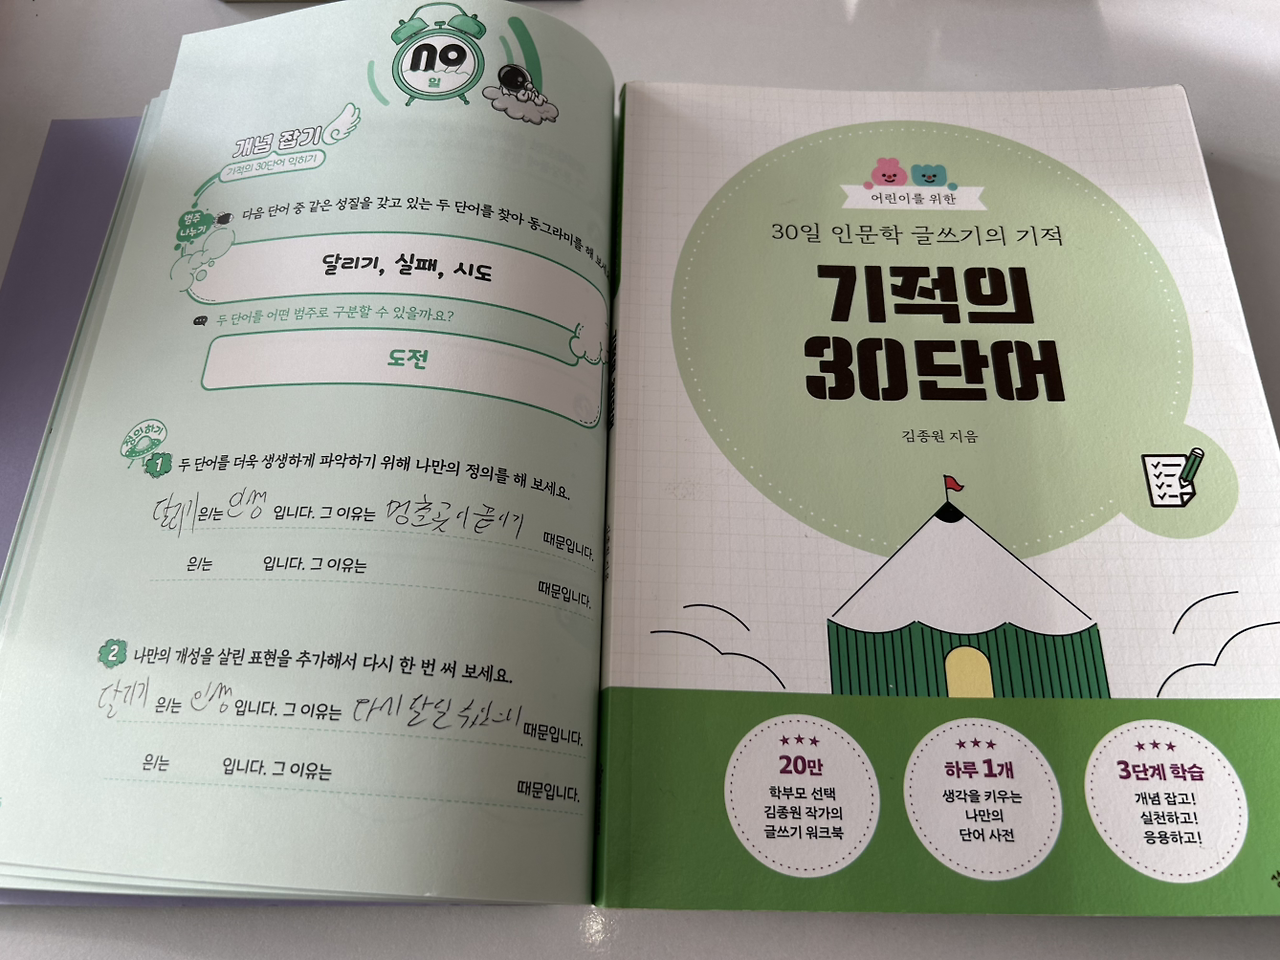 일
개념 잡기
기적의 30단어 익히기
범주 나누기
다음 단어 중 같은 성질을 갖고 있는 두 단어를 찾아 동그라미를 해 보세요.
달리기, 실패, 시도
두 단어를 어떤 범주로 구분할 수 있을까요?
도전
정의하기
1 두 단어를 더욱 생생하게 파악하기 위해 나만의 정의를 해 보세요.
달리기 은/는 인생 입니다. 그 이유는 멈출곳이 끝이기 때문입니다.
은/는 입니다. 그 이유는 때문입니다.
2 나만의 개성을 살린 표현을 추가해서 다시 한 번 써 보세요.
달리기 은/는 인생 입니다. 그 이유는 다시 달릴 때문입니다.
은/는 입니다. 그 이유는 때문입니다.
어린이를 위한
30일 인문학 글쓰기의 기적
기적의
30단어
김종원 지음
20만
학부모 선택
김종원 작가의
글쓰기 워크북
하루 1개
생각을 키우는
나만의
단어 사전
3단계 학습
개념 잡고!
실천하고!
응용하고!